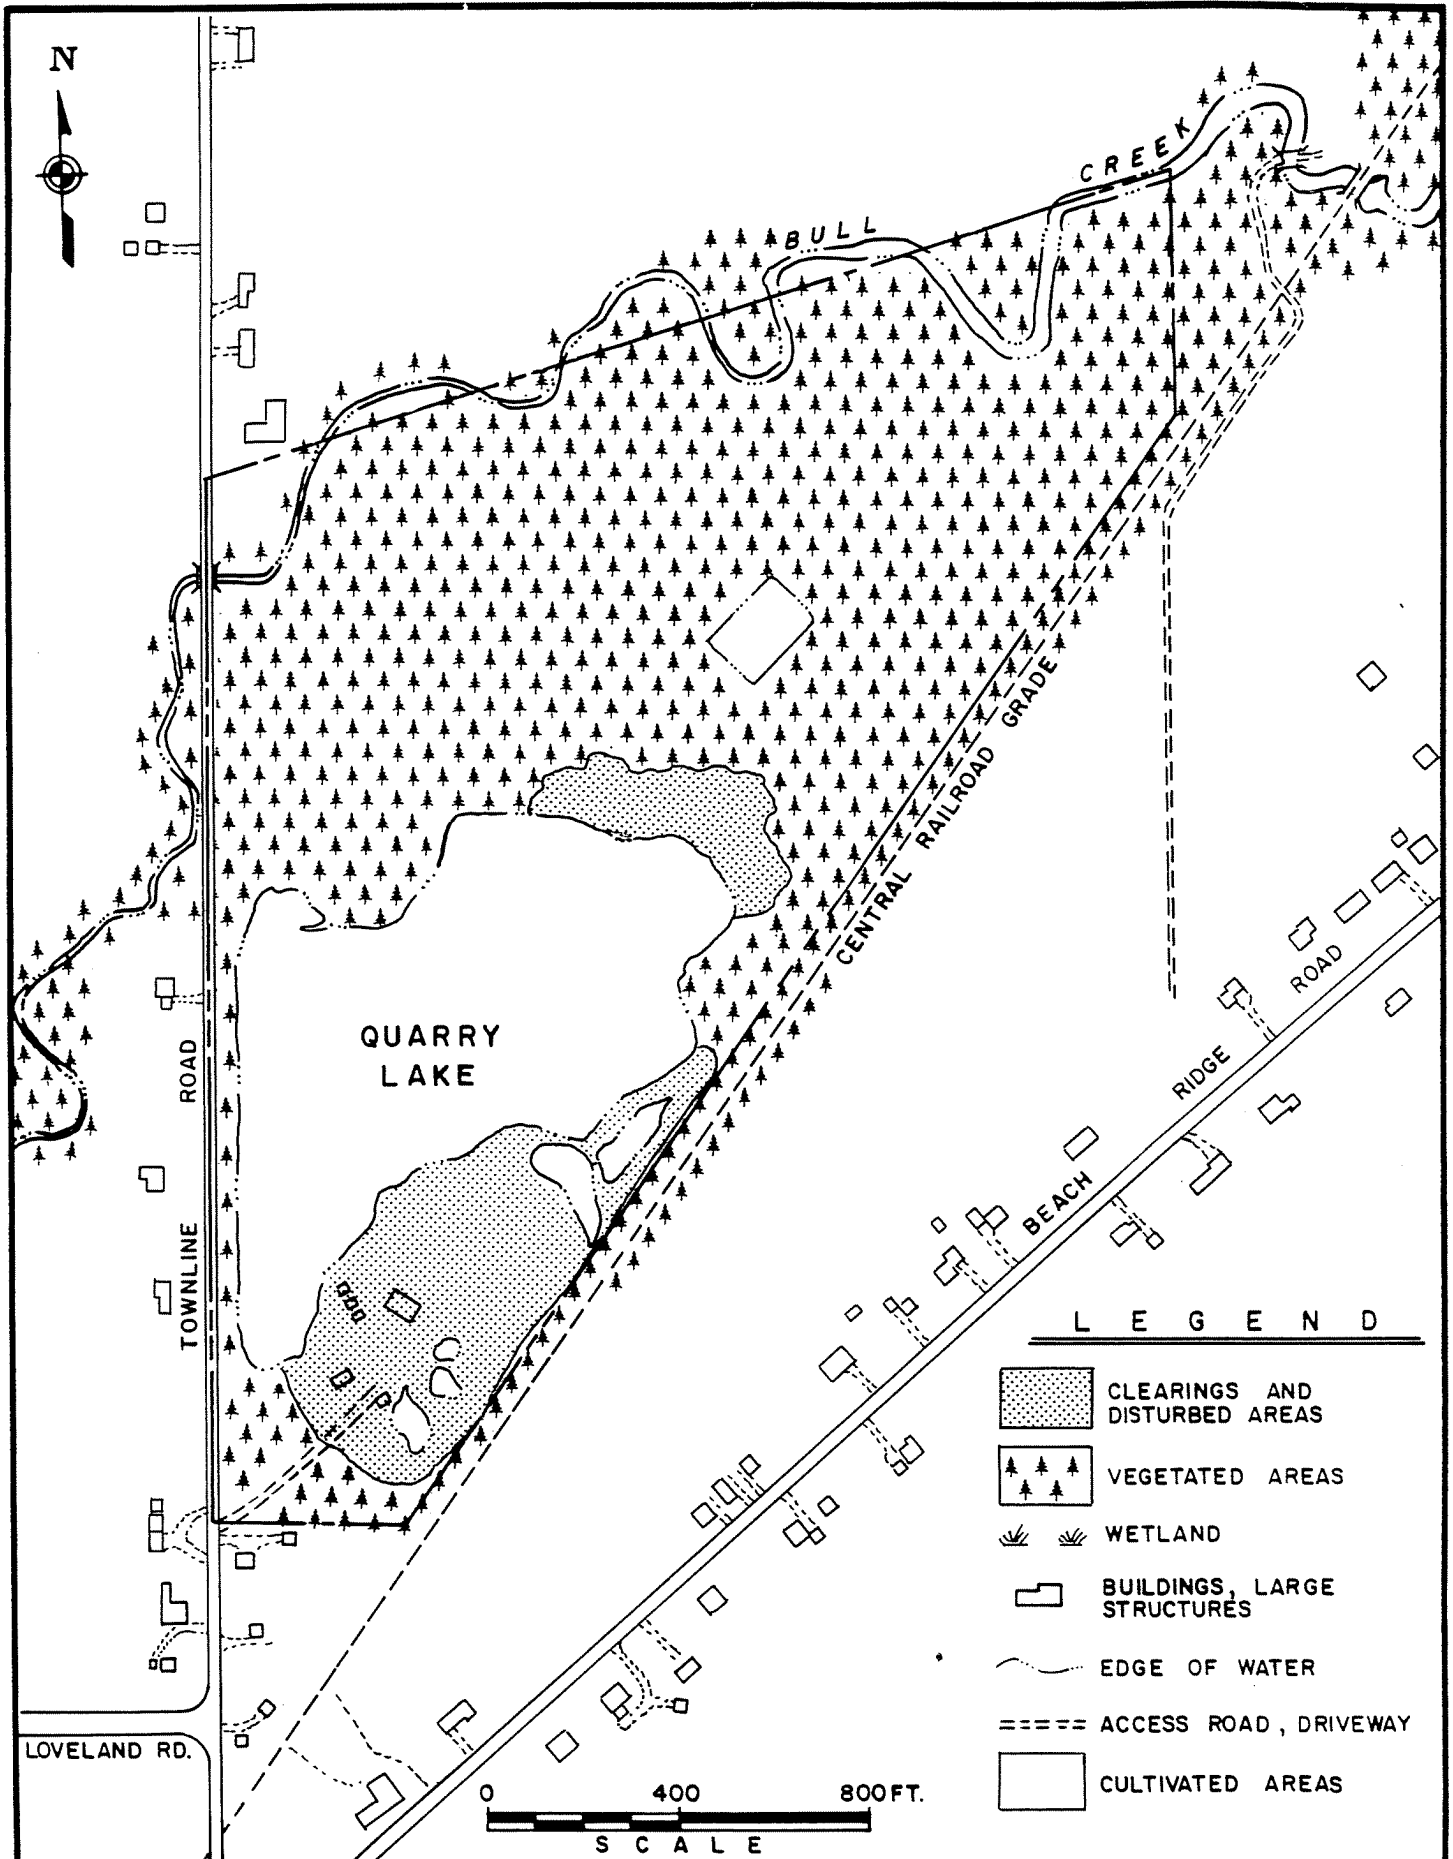 N
BULL CREEK
CENTRAL RAILROAD GRADE
QUARRY
LAKE
TOWNLINE ROAD
BEACH RIDGE ROAD
LOVELAND RD.
LEGEND
CLEARINGS AND
DISTURBED AREAS
VEGETATED AREAS
WETLAND
BUILDINGS, LARGE
STRUCTURES
EDGE OF WATER
ACCESS ROAD, DRIVEWAY
CULTIVATED AREAS
0 400 800 FT.
SCALE